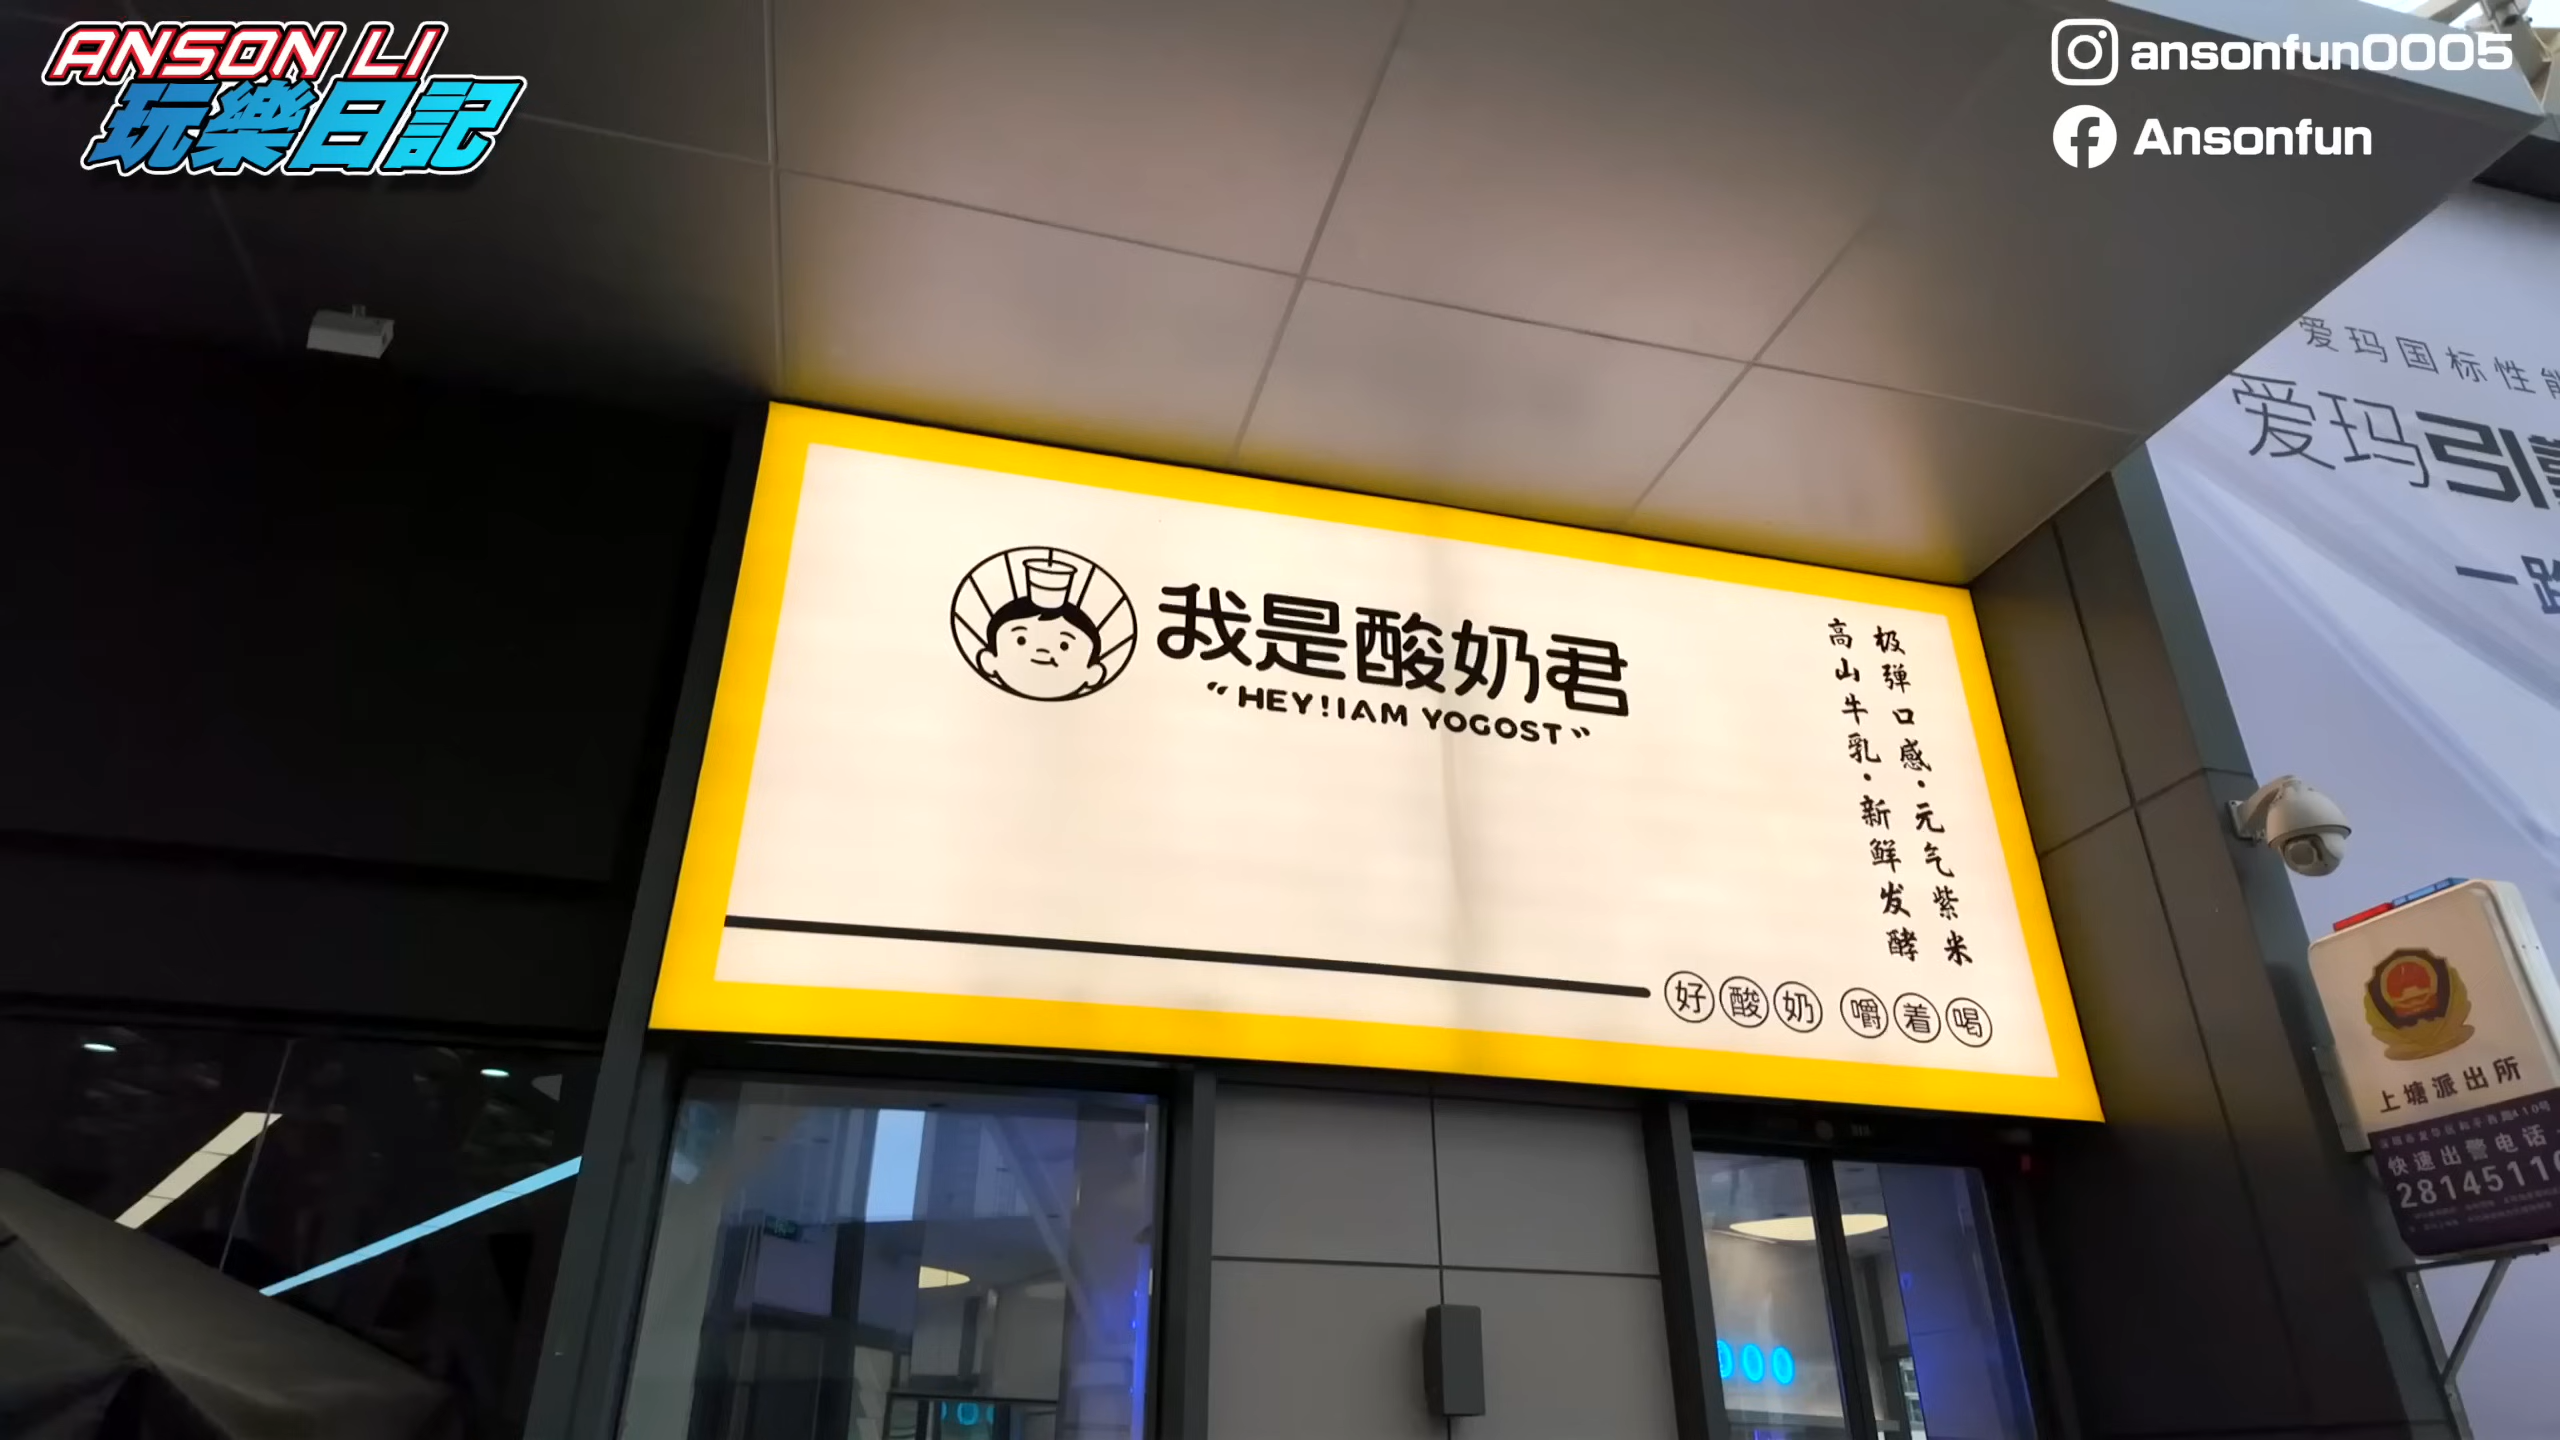 ANSON LI
玩樂日記
ansonfun0005
Ansonfun
爱玛国标性能
爱玛引
一路
我是酸奶君
“HEY!IAM YOGOST”
极弹口感·元气紫米
高山牛乳·新鲜发酵
好酸奶 嚼着喝
上塘派出所
快速出警电话
2814511